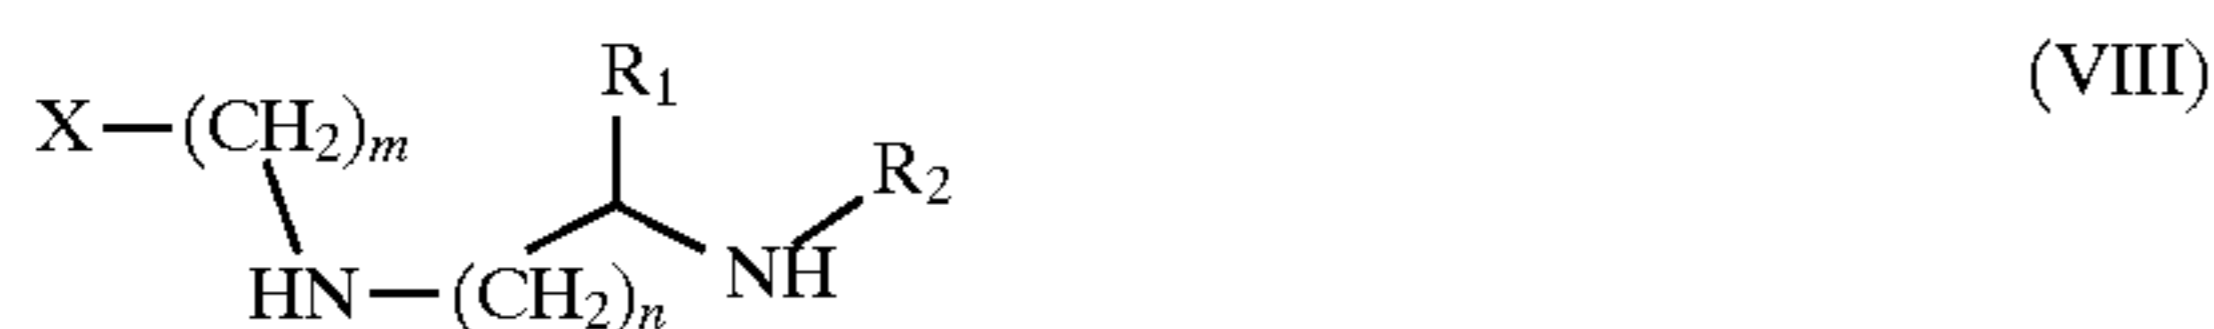 R₁ (VIII)
X—(CH₂)ₘ
R₂
NH
HN—(CH₂)ₙ